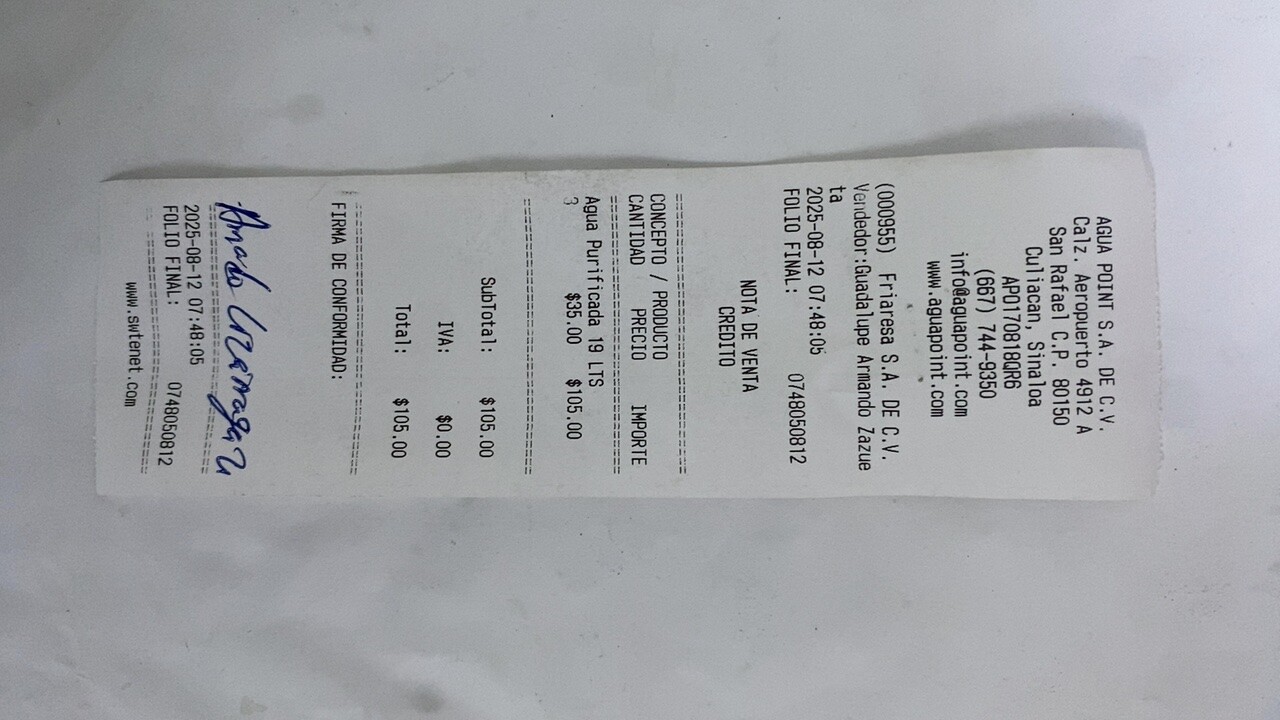 AGUA POINT S.A. DE C.V.
Calz. Aeropuerto 4912 A
San Rafael C.P. 80150
Culiacan, Sinaloa
APO170818QR6
(667) 744-9350
info@aguapoint.com
www.aguapoint.com
(000955) Friaresa S.A. DE C.V.
Vendedor:Guadalupe Armando Zazue
ta
2025-08-12 07:48:05
FOLIO FINAL: 0748050812
NOTA DE VENTA
CREDITO
================================
CONCEPTO / PRODUCTO
CANTIDAD PRECIO IMPORTE
================================
Agua Purificada 19 LTS
3 $35.00 $105.00
================================
SubTotal: $105.00
IVA: $0.00
Total: $105.00
================================
FIRMA DE CONFORMIDAD:
Amado
================================
2025-08-12 07:48:05
FOLIO FINAL: 0748050812
================================
www.swtenet.com